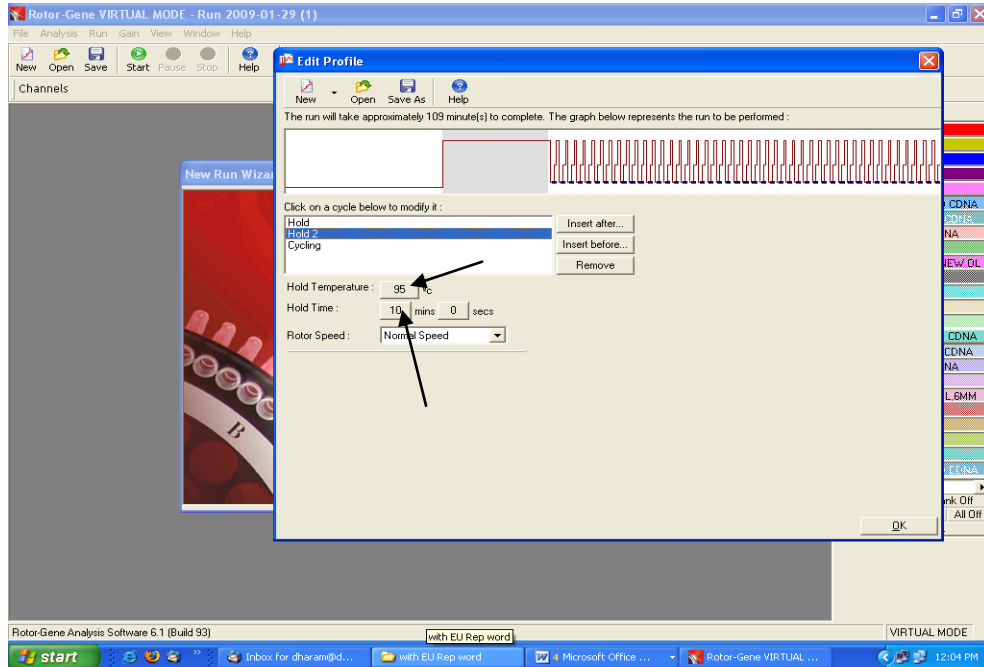 Rotor-Gene VIRTUAL MODE - Run 2009-01-29 (1)
File Analysis Run Gain View Window Help
New Open Save Start Pause Stop Help
Channels
Edit Profile
New Open Save As Help
The run will take approximately 109 minute(s) to complete. The graph below represents the run to be performed :
New Run Wiza
Click on a cycle below to modify it :
Hold
Hold 2
Cycling
Insert after...
Insert before...
Remove
Hold Temperature : 95 °c
Hold Time : 10 mins 0 secs
Rotor Speed : Normal Speed
B
OK
CDNA
CDNA
NA
NEW DL
CDNA
CDNA
NA
L,6MM
CDNA
nk Off
All Off
Rotor-Gene Analysis Software 6.1 (Build 93)
with EU Rep word
VIRTUAL MODE
start
Inbox for dharam@d...
with EU Rep word
4 Microsoft Office ...
Rotor-Gene VIRTUAL ...
12:04 PM